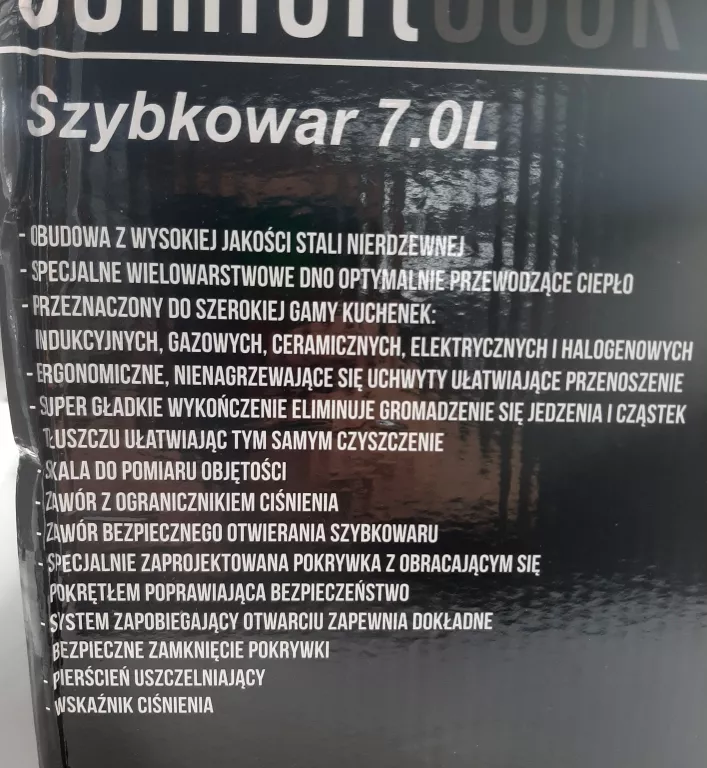 ComfortCOOK
Szybkowar 7.0L
- OBUDOWA Z WYSOKIEJ JAKOŚCI STALI NIERDZEWNEJ
- SPECJALNE WIELOWARSTWOWE DNO OPTYMALNIE PRZEWODZĄCE CIEPŁO
- PRZEZNACZONY DO SZEROKIEJ GAMY KUCHENEK:
INDUKCYJNYCH, GAZOWYCH, CERAMICZNYCH, ELEKTRYCZNYCH I HALOGENOWYCH
- ERGONOMICZNE, NIENAGRZEWAJĄCE SIĘ UCHWYTY UŁATWIAJĄCE PRZENOSZENIE
- SUPER GŁADKIE WYKOŃCZENIE ELIMINUJE GROMADZENIE SIĘ JEDZENIA I CZĄSTEK
TŁUSZCZU UŁATWIAJĄC TYM SAMYM CZYSZCZENIE
- SKALA DO POMIARU OBJĘTOŚCI
- ZAWÓR Z OGRANICZNIKIEM CIŚNIENIA
- ZAWÓR BEZPIECZNEGO OTWIERANIA SZYBKOWARU
- SPECJALNIE ZAPROJEKTOWANA POKRYWKA Z OBRACAJĄCYM SIĘ
POKRĘTŁEM POPRAWIAJĄCA BEZPIECZEŃSTWO
- SYSTEM ZAPOBIEGAJĄCY OTWARCIU ZAPEWNIA DOKŁADNE
BEZPIECZNE ZAMKNIĘCIE POKRYWKI
- PIERŚCIEŃ USZCZELNIAJĄCY
- WSKAŹNIK CIŚNIENIA